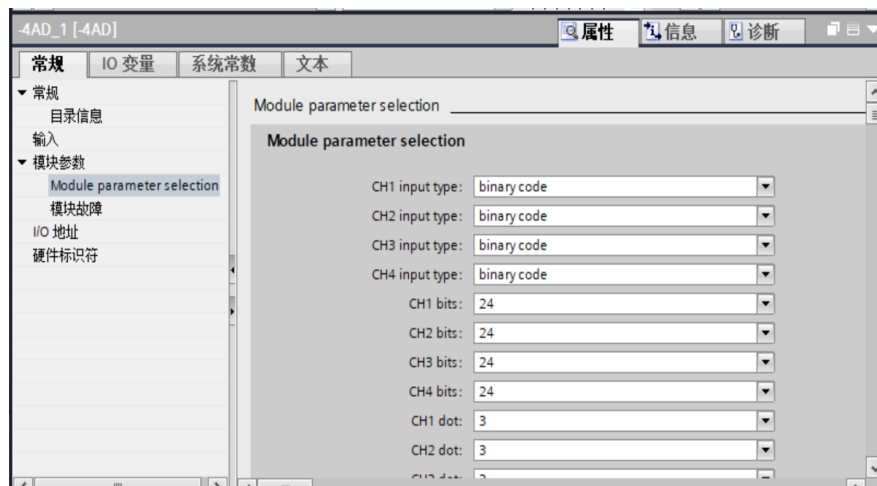 -4AD_1 [-4AD]
属性 信息 诊断
常规 IO 变量 系统常数 文本
常规
目录信息
输入
模块参数
Module parameter selection
模块故障
I/O 地址
硬件标识符
Module parameter selection
Module parameter selection
CH1 input type: binary code
CH2 input type: binary code
CH3 input type: binary code
CH4 input type: binary code
CH1 bits: 24
CH2 bits: 24
CH3 bits: 24
CH4 bits: 24
CH1 dot: 3
CH2 dot: 3
CH3 dot: 3